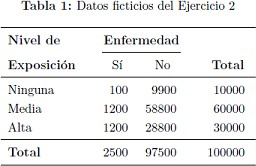 Tabla 1: Datos ficticios del Ejercicio 2
Nivel de Enfermedad
Exposición Sí No Total
Ninguna 100 9900 10000
Media 1200 58800 60000
Alta 1200 28800 30000
Total 2500 97500 100000